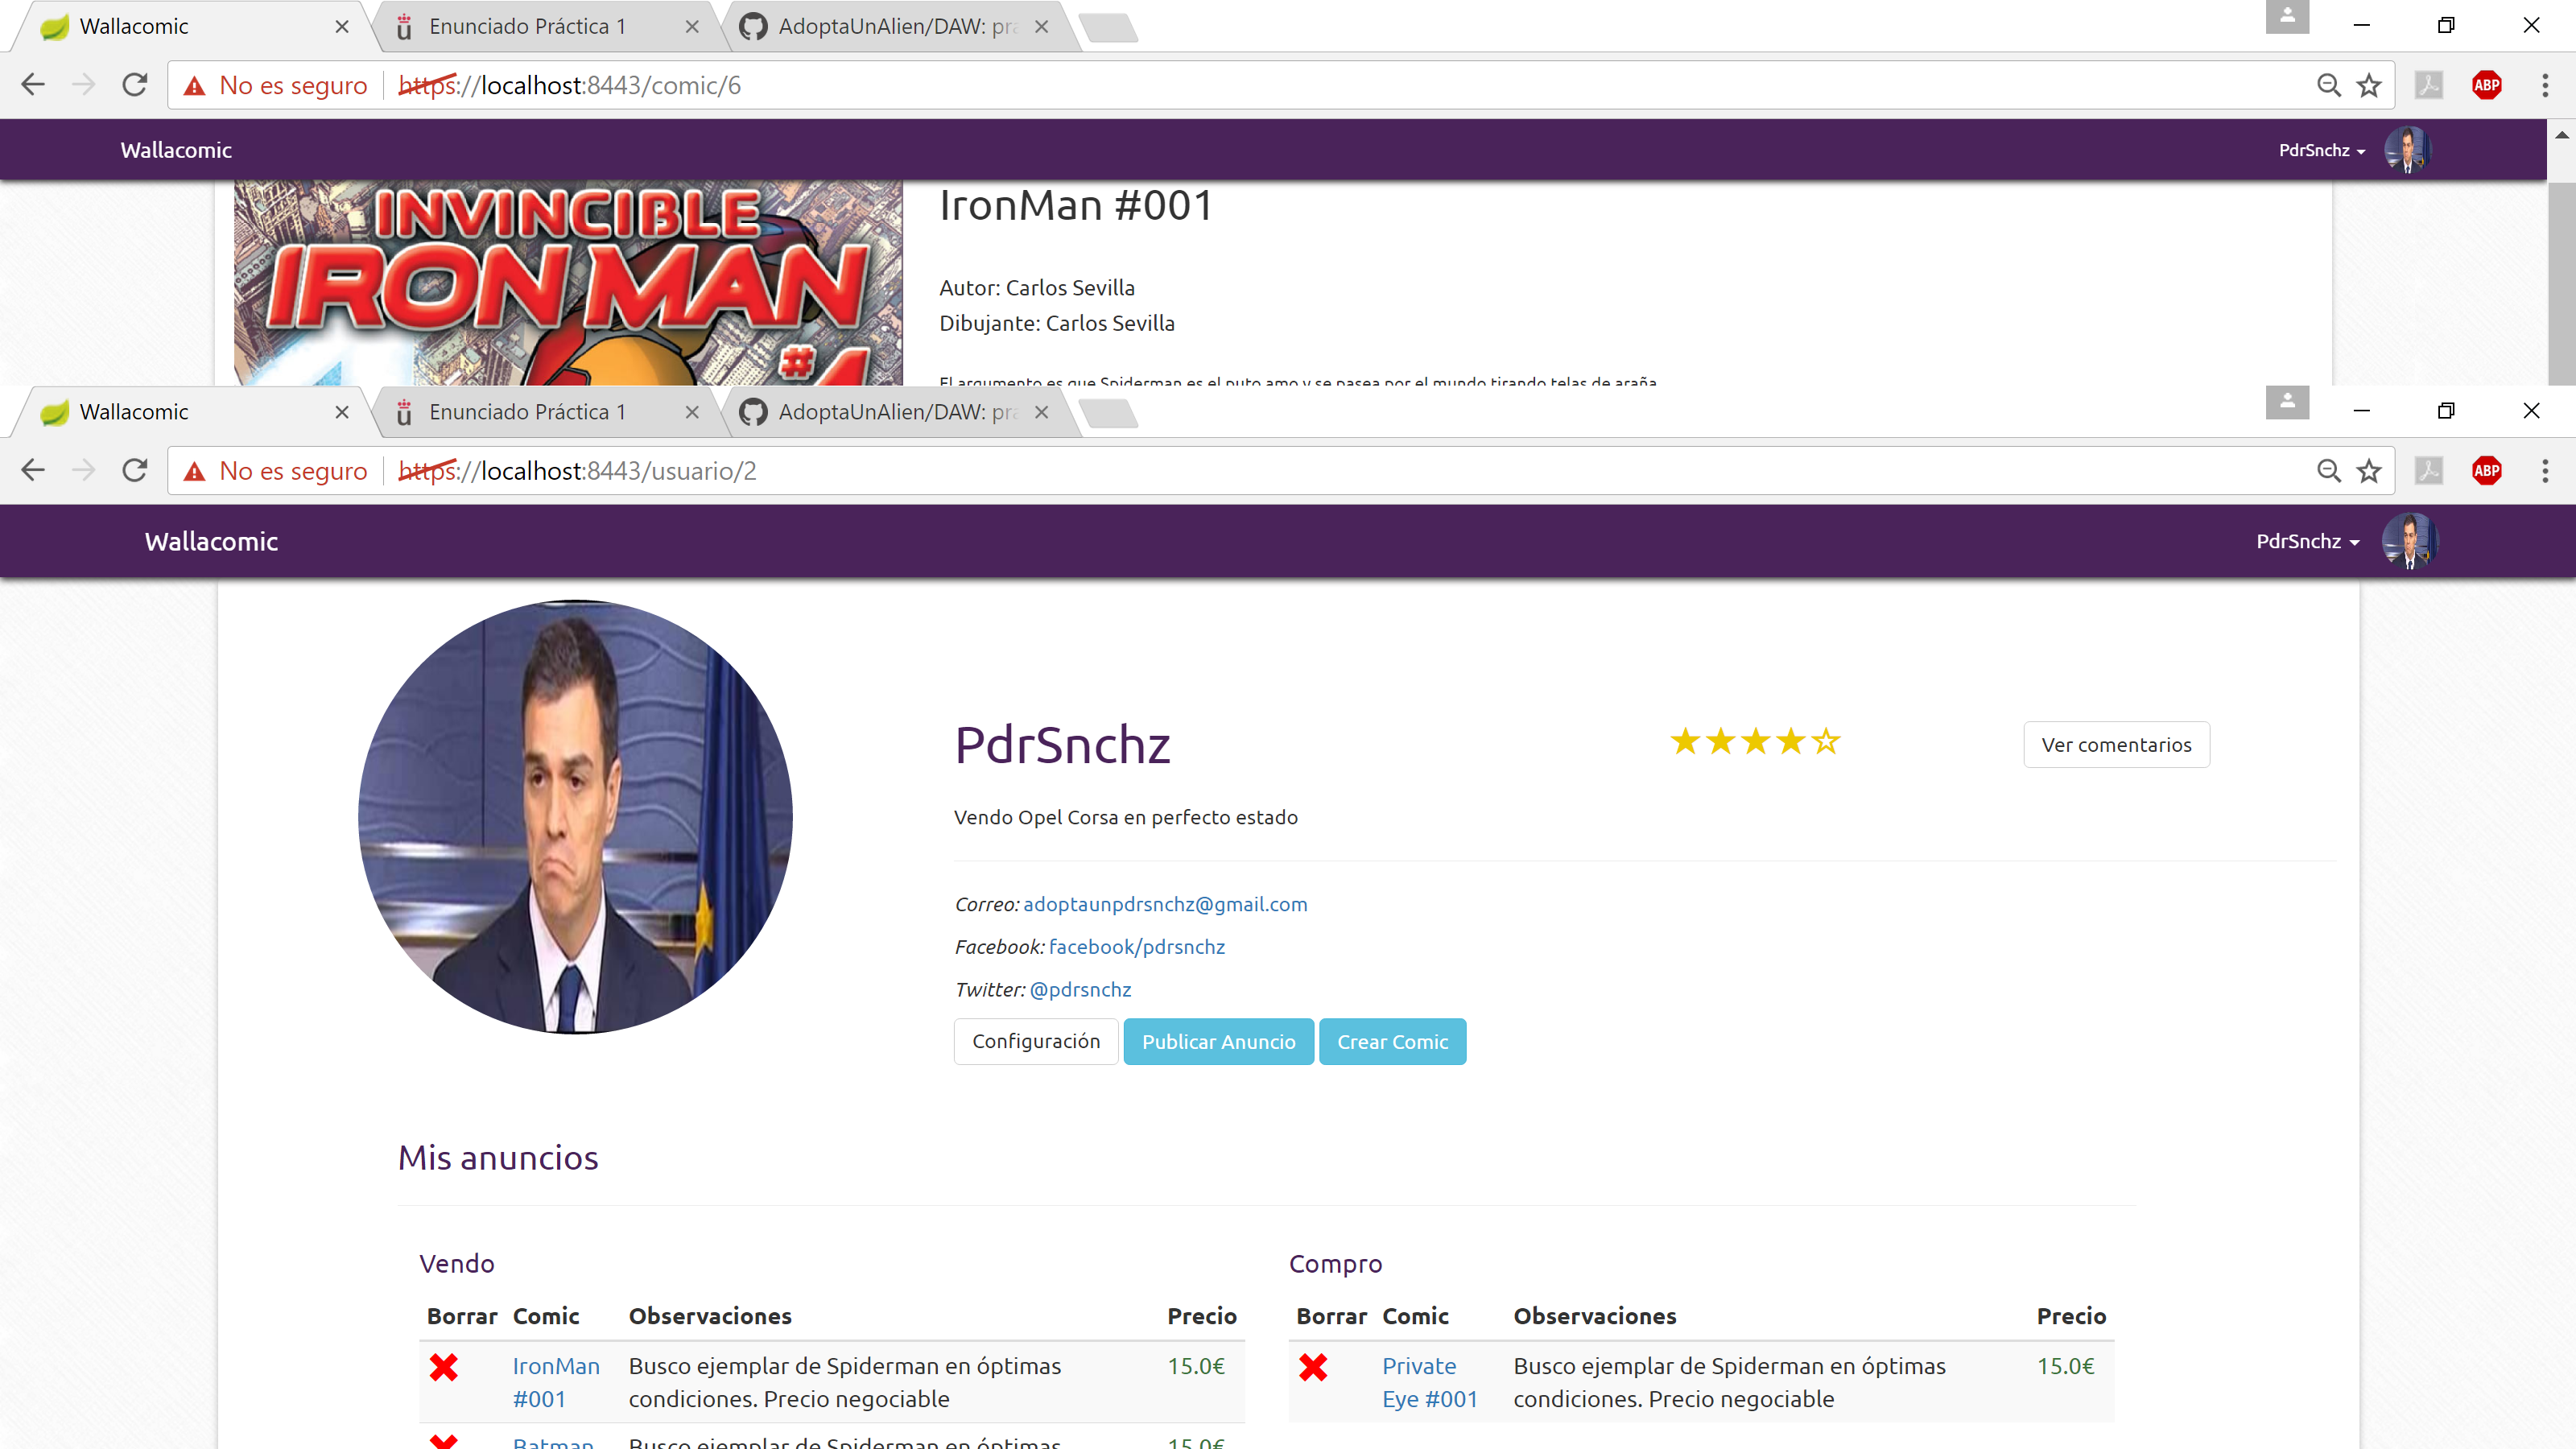 Wallacomic
Enunciado Práctica 1
AdoptaUnAlien/DAW: pra
No es seguro
https://localhost:8443/comic/6
ABP
Wallacomic
PdrSnchz
INVINCIBLE
IRON MAN
#1
IronMan #001
Autor: Carlos Sevilla
Dibujante: Carlos Sevilla
El argumento es que Spiderman es el puto amo y se pasea por el mundo tirando telas de araña
Wallacomic
Enunciado Práctica 1
AdoptaUnAlien/DAW: pra
No es seguro
https://localhost:8443/usuario/2
ABP
Wallacomic
PdrSnchz
PdrSnchz
Ver comentarios
Vendo Opel Corsa en perfecto estado
Correo: adoptaunpdrsnchz@gmail.com
Facebook: facebook/pdrsnchz
Twitter: @pdrsnchz
Configuración
Publicar Anuncio
Crear Comic
Mis anuncios
Vendo
Borrar Comic Observaciones Precio
IronMan #001 Busco ejemplar de Spiderman en óptimas condiciones. Precio negociable 15.0€
Batman Busco ejemplar de Spiderman en óptimas 15.0€
Compro
Borrar Comic Observaciones Precio
Private Eye #001 Busco ejemplar de Spiderman en óptimas condiciones. Precio negociable 15.0€